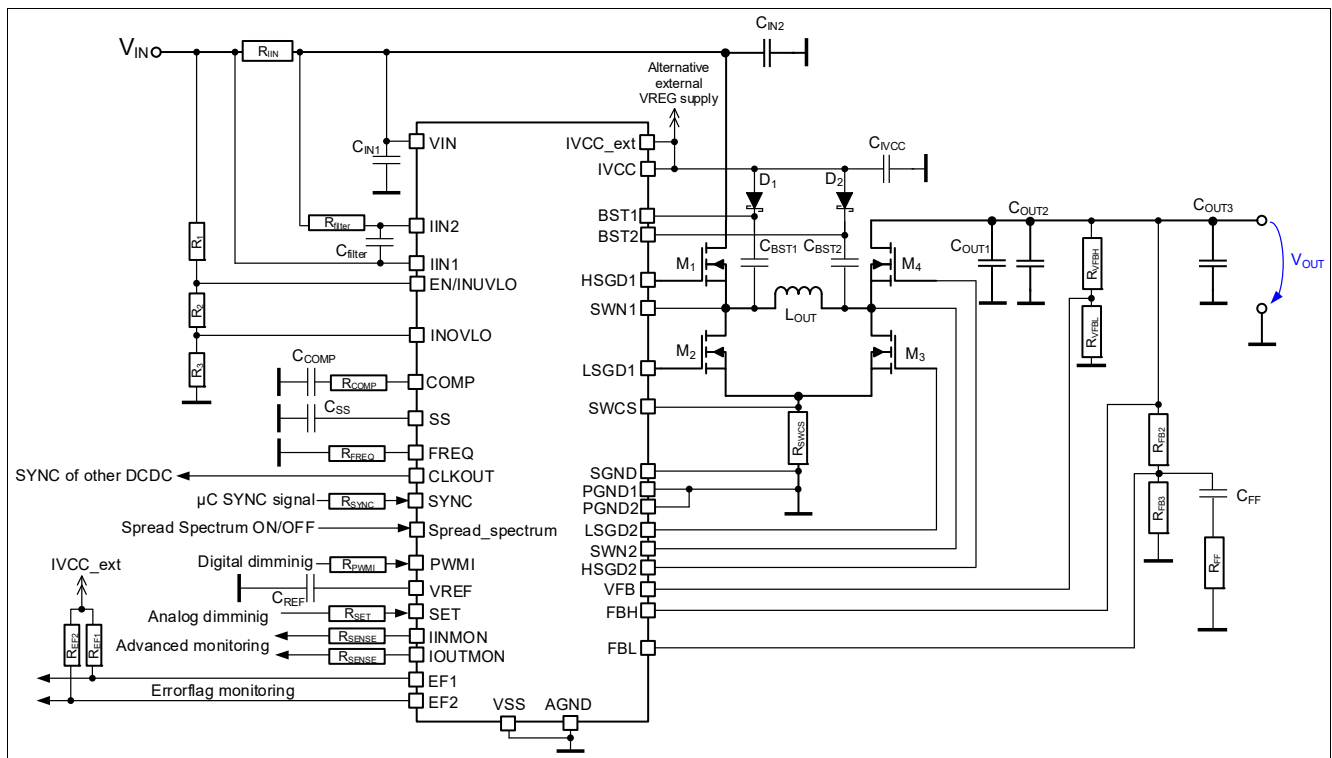 CIN2
VIN
RIIN
Alternative
external
VREG supply
VIN
CIN1
IVCC_ext
IVCC
CIVCC
D1
D2
Rfilter
Cfilter
IIN2
IIN1
BST1
BST2
CBST1
CBST2
COUT1
COUT2
COUT3
R1
EN/INUVLO
HSGD1
M1
M4
RVFBH
VOUT
R2
SWN1
LOUT
INOVLO
RVFBL
R3
M2
M3
CCOMP
RCOMP
COMP
LSGD1
CSS
SS
SWCS
RSWCS
RFB2
RFREQ
FREQ
SYNC of other DCDC
CLKOUT
SGND
µC SYNC signal
RSYNC
SYNC
PGND1
PGND2
RFB3
CFF
Spread Spectrum ON/OFF
Spread_spectrum
LSGD2
SWN2
IVCC_ext
Digital dimminig
RPWMI
PWMI
HSGD2
RFF
CREF
VREF
VFB
Analog dimminig
RSET
SET
FBH
REF2
REF1
Advanced monitoring
RSENSE
IINMON
RSENSE
IOUTMON
FBL
EF1
Errorflag monitoring
EF2
VSS
AGND